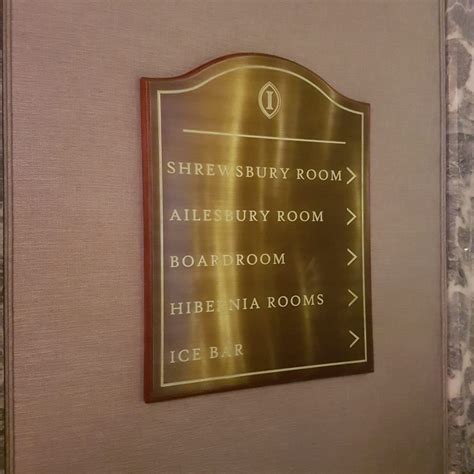 I
SHREWSBURY ROOM >
AILESBURY ROOM >
BOARDROOM >
HIBERNIA ROOMS >
ICE BAR >